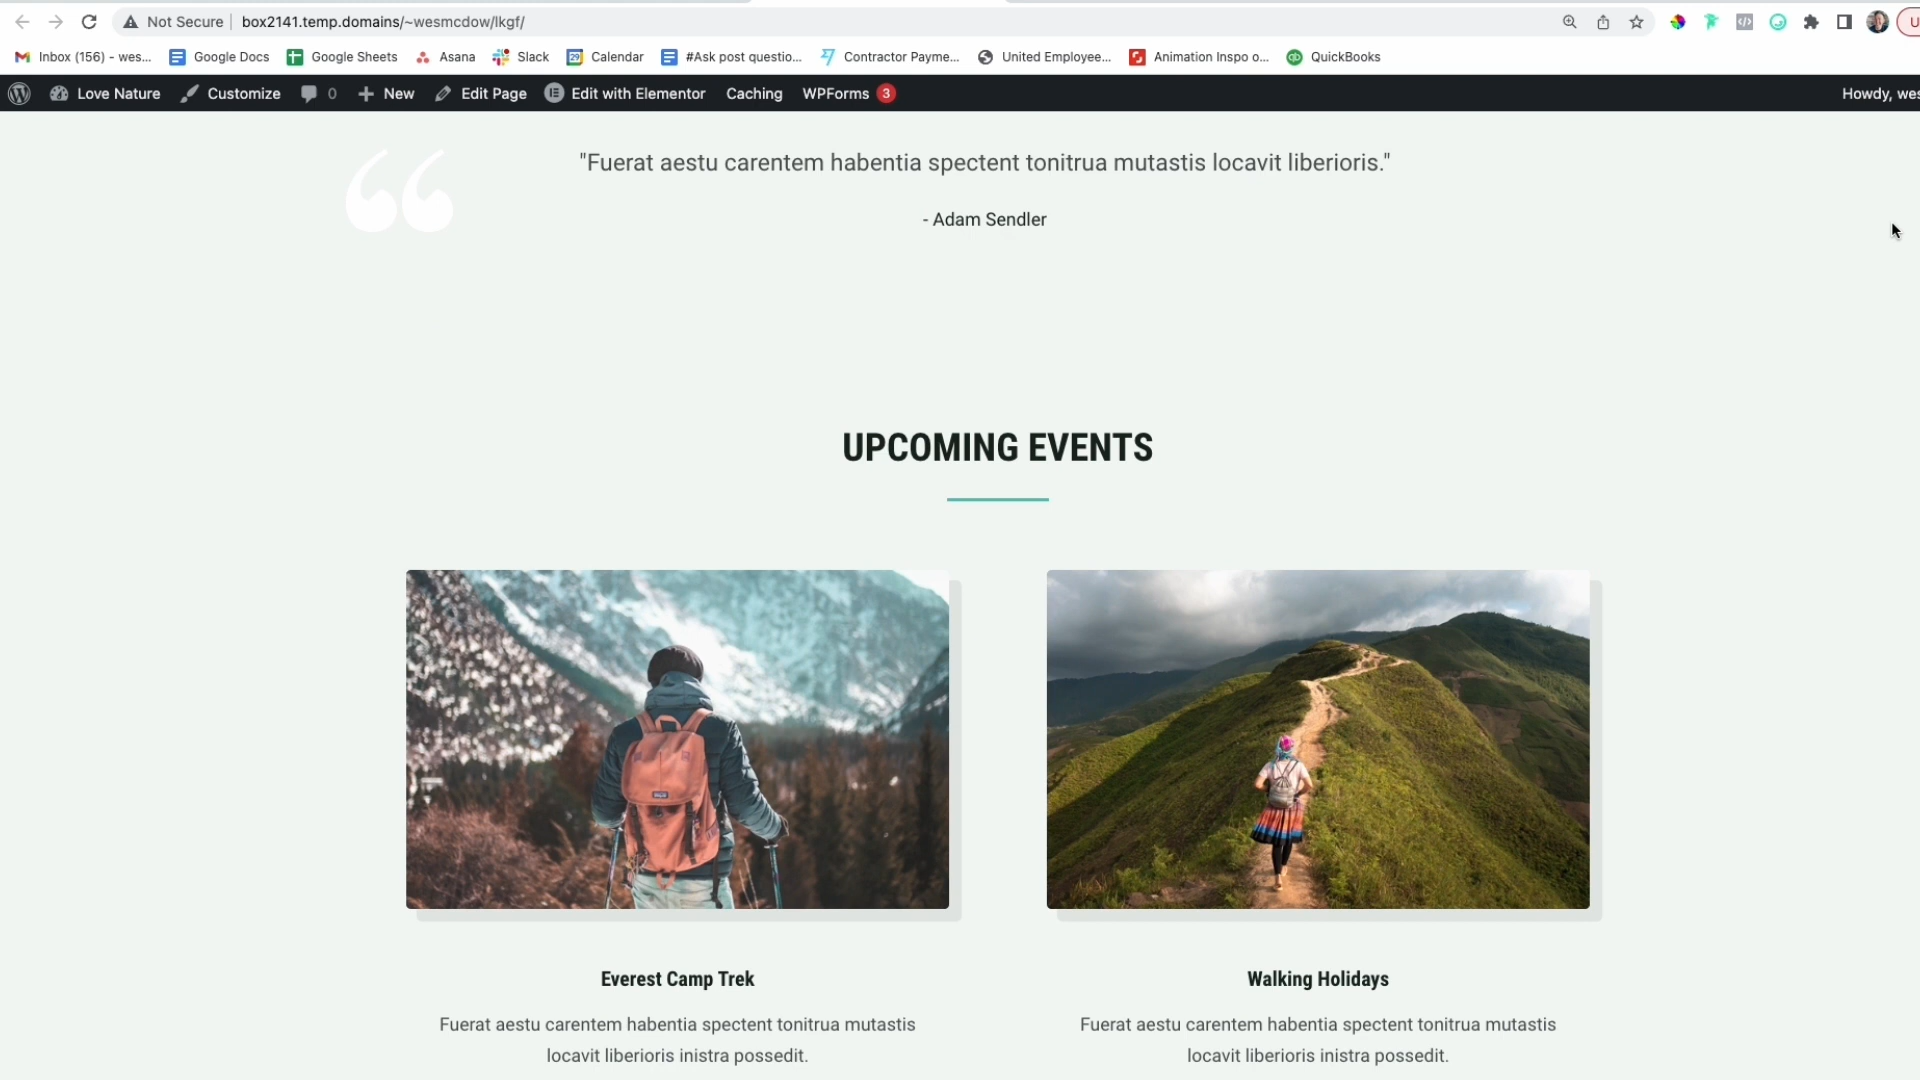 Not Secure box2141.temp.domains/~wesmcdow/lkgf/
Inbox (156) - wes... Google Docs Google Sheets Asana Slack Calendar #Ask post questio... Contractor Payme... United Employee... Animation Inspo o... QuickBooks
Love Nature Customize 0 New Edit Page Edit with Elementor Caching WPForms 3 Howdy, wes
"Fuerat aestu carentem habentia spectent tonitrua mutastis locavit liberioris."
- Adam Sendler
UPCOMING EVENTS
Everest Camp Trek
Fuerat aestu carentem habentia spectent tonitrua mutastis
locavit liberioris inistra possedit.
Walking Holidays
Fuerat aestu carentem habentia spectent tonitrua mutastis
locavit liberioris inistra possedit.